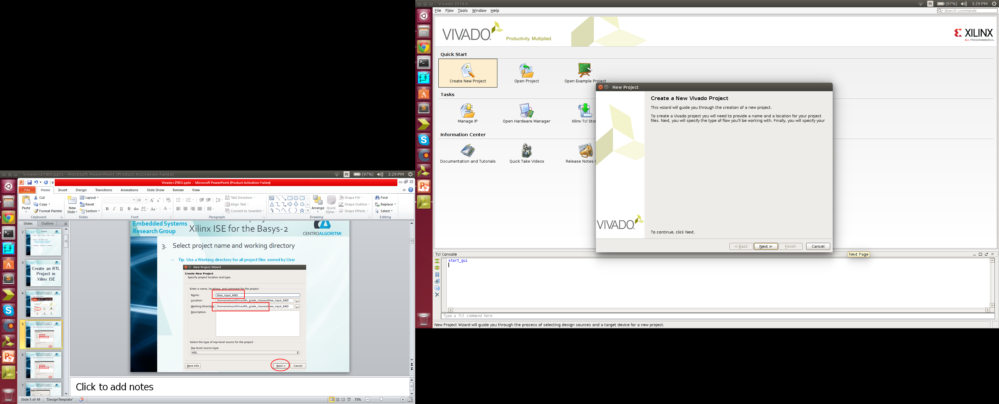 Vivado 2014.4
Pt
(97%)
3:29 PM
File Flow Tools Window Help
Search commands
VIVADO
Productivity. Multiplied.
XILINX
ALL PROGRAMMABLE
Quick Start
Create New Project
Open Project
Open Example Project
Tasks
Manage IP
Open Hardware Manager
Xilinx Tcl Stor
Information Center
Documentation and Tutorials
Quick Take Videos
Release Notes
New Project
Create a New Vivado Project
This wizard will guide you through the creation of a new project.
To create a Vivado project you will need to provide a name and a location for your project
files. Next, you will specify the type of flow you'll be working with. Finally, you will specify your
VIVADO
To continue, click Next.
< Back
Next >
Finish
Cancel
Next Page
Tcl Console
start_gui
Type a Tcl command here
New Project Wizard will guide you through the process of selecting design sources and a target device for a new project.
Vivado+ZYBO.pptx - Microsoft PowerPoint (Product Activation Failed)
Pt
(97%)
3:29 PM
Vivado+ZYBO.pptx - Microsoft PowerPoint (Product Activation Failed)
File Home Insert Design Transitions Animations Slide Show Review View
Paste
Cut
Copy
Format Painter
Clipboard
New
Slide
Layout
Reset
Section
Slides
18
Font
Text Direction
Align Text
Convert to SmartArt
Paragraph
Arrange
Quick
Styles
Shape Fill
Shape Outline
Shape Effects
Drawing
Find
Replace
Select
Editing
Slides
Outline
2
Agenda
3
Create an RTL
Project in
Xilinx ISE
4
5
6
7
Embedded Systems
Research Group
Xilinx ISE for the Basys-2
CENTROALGORITMI
3. Select project name and working directory
– Tip: Use a Working directory for all project files owned by User
New Project Wizard
Create New Project
Specify project location and type.
Enter a name, locations, and comment for the project
Name: thee_input_AND
Location: /home/nelson/Xilinx/4th_grade_classes/thee_input_AND ...
Working Directory: /home/nelson/Xilinx/4th_grade_classes/thee_input_AND ...
Description:
Select the type of top-level source for the project
Top-level source type:
HDL
More Info
Next >
Cancel
Click to add notes
Slide 5 of 49
"DesignTemplate"
75%